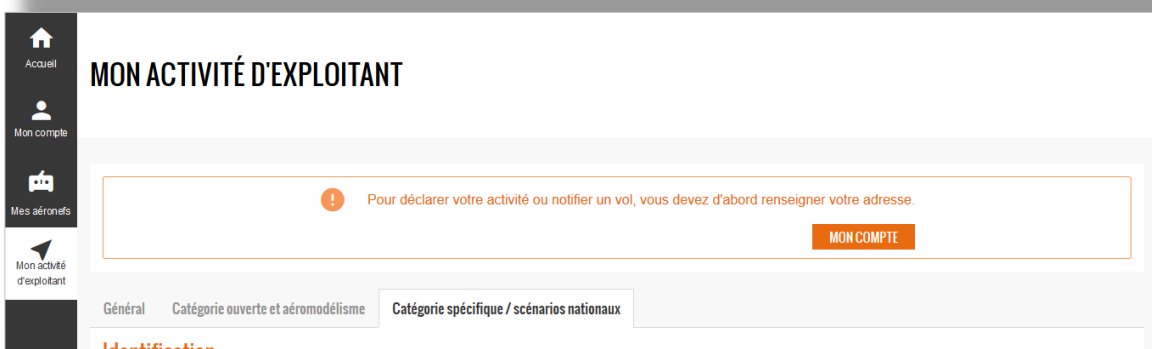 Accueil
MON ACTIVITÉ D'EXPLOITANT
Mon compte
Mes aéronefs
Pour déclarer votre activité ou notifier un vol, vous devez d'abord renseigner votre adresse.
MON COMPTE
Mon activité
d'exploitant
Général Catégorie ouverte et aéromodélisme Catégorie spécifique / scénarios nationaux
Identification